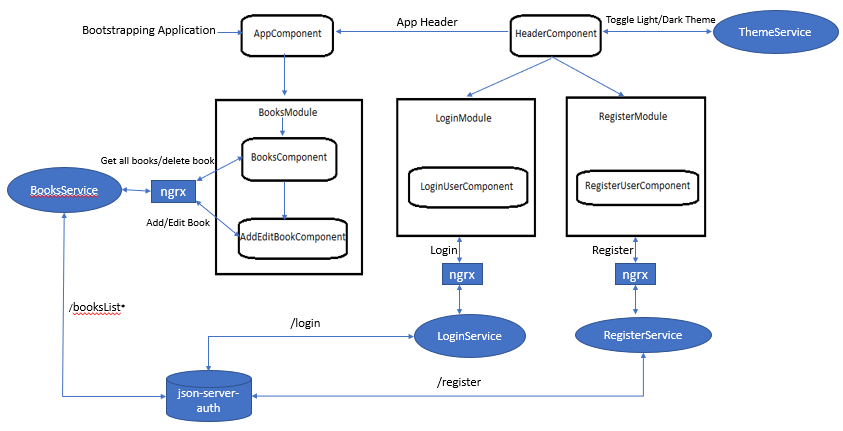 Bootstrapping Application
AppComponent
App Header
HeaderComponent
Toggle Light/Dark Theme
ThemeService
BooksModule
BooksComponent
AddEditBookComponent
LoginModule
LoginUserComponent
RegisterModule
RegisterUserComponent
Get all books/delete book
BooksService
ngrx
Add/Edit Book
Login
ngrx
Register
ngrx
/booksList*
/login
LoginService
RegisterService
/register
json-server-
auth